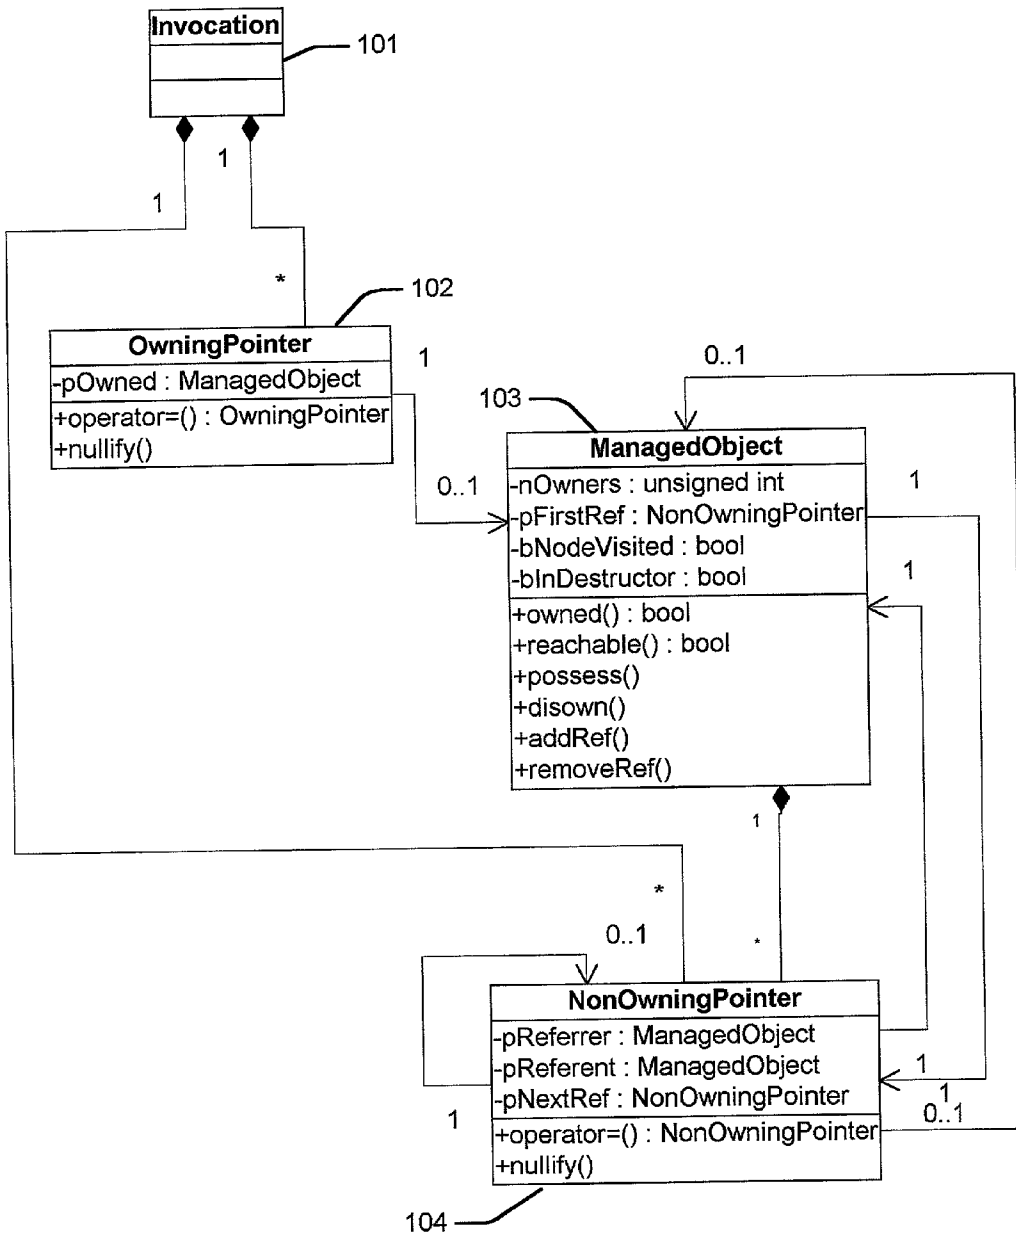 Invocation
101
1
1
*
102
OwningPointer
-pOwned : ManagedObject
+operator=() : OwningPointer
+nullify()
1
0..1
0..1
103
ManagedObject
-nOwners : unsigned int
-pFirstRef : NonOwningPointer
-bNodeVisited : bool
-bInDestructor : bool
+owned() : bool
+reachable() : bool
+possess()
+disown()
+addRef()
+removeRef()
1
1
1
*
*
0..1
NonOwningPointer
-pReferrer : ManagedObject
-pReferent : ManagedObject
-pNextRef : NonOwningPointer
+operator=() : NonOwningPointer
+nullify()
1
1
1
0..1
104